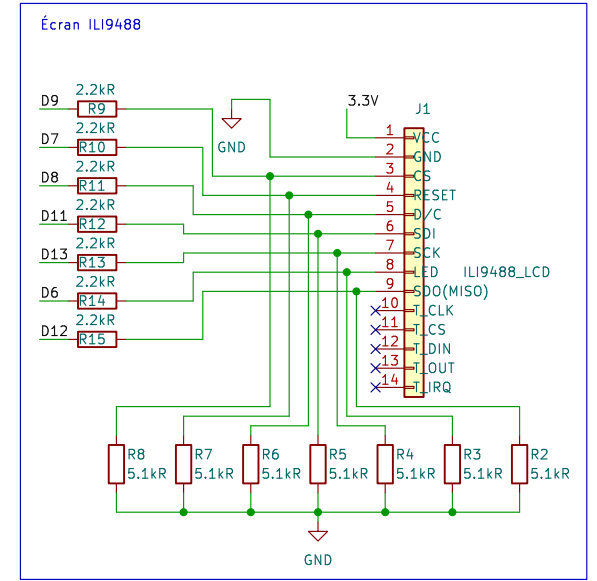 Écran ILI9488
2.2kR
D9
R9
2.2kR
D7
R10
2.2kR
D8
R11
2.2kR
D11
R12
2.2kR
D13
R13
2.2kR
D6
R14
2.2kR
D12
R15
GND
3.3V
J1
1 VCC
2 GND
3 CS
4 RESET
5 D/C
6 SDI
7 SCK
8 LED
ILI9488_LCD
9 SDO(MISO)
10 T_CLK
11 T_CS
12 T_DIN
13 T_OUT
14 T_IRQ
R8
5.1kR
R7
5.1kR
R6
5.1kR
R5
5.1kR
R4
5.1kR
R3
5.1kR
R2
5.1kR
GND